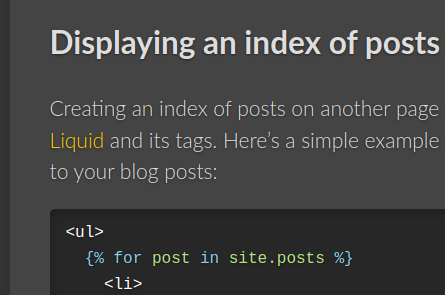 Displaying an index of posts
Creating an index of posts on another page
Liquid and its tags. Here’s a simple example
to your blog posts:
<ul>
{% for post in site.posts %}
<li>